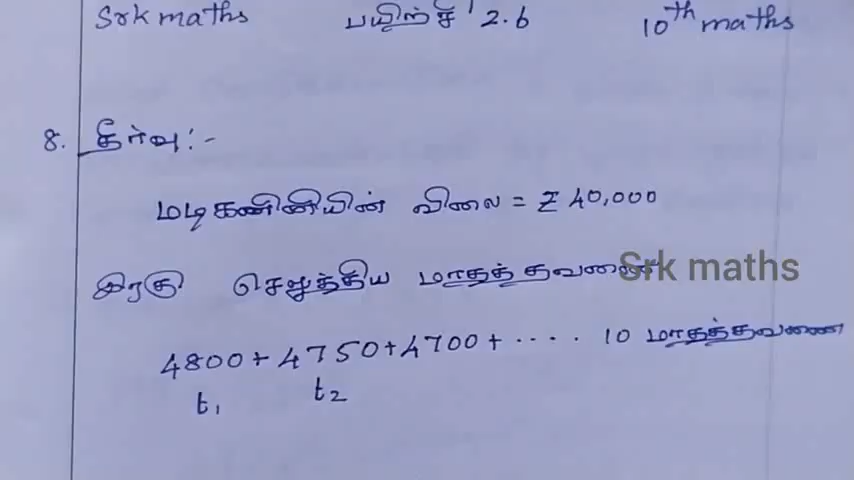 Srk maths பயிற்சி 2.6 10th maths
8. தீர்வு:-
மடிகணினியின் விலை = ₹ 40,000
இரகு செலுத்திய மாதத் தவணை
Srk maths
4800 + 4750 + 4700 + .... 10 மாதத்தவணை
t1 t2